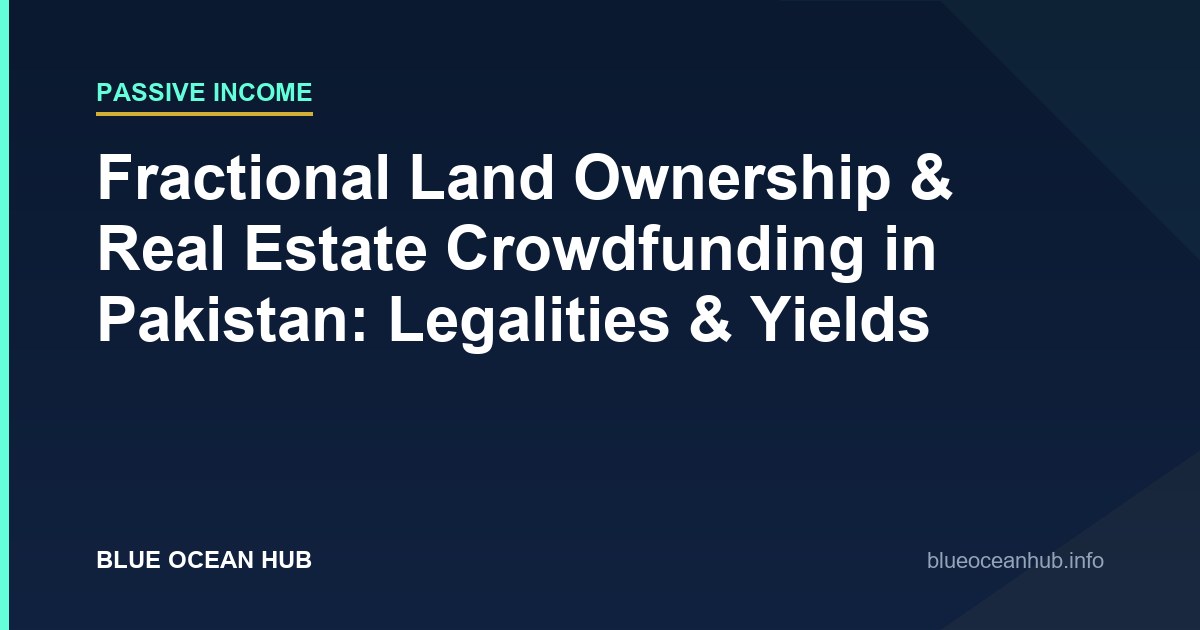 PASSIVE INCOME
Fractional Land Ownership &
Real Estate Crowdfunding in
Pakistan: Legalities & Yields
BLUE OCEAN HUB
blueoceanhub.info